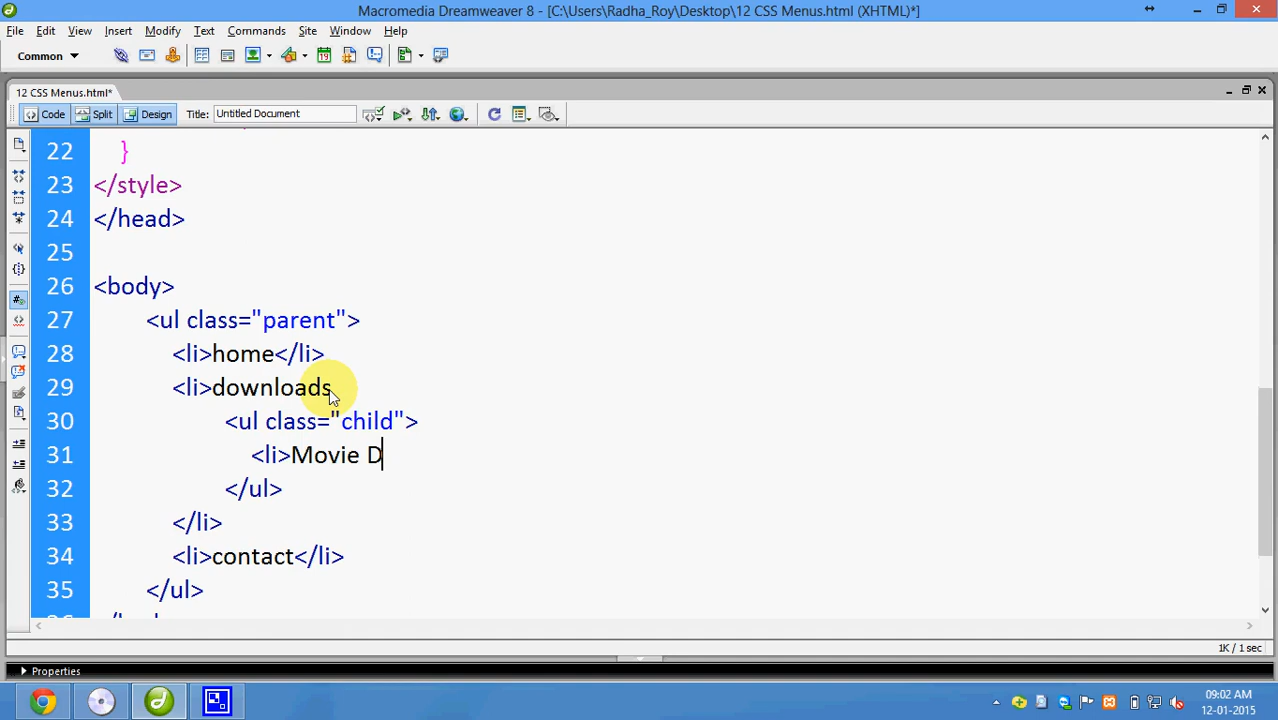 Macromedia Dreamweaver 8 - [C:\Users\Radha_Roy\Desktop\12 CSS Menus.html (XHTML)*]
File Edit View Insert Modify Text Commands Site Window Help
Common
12 CSS Menus.html*
Code Split Design Title: Untitled Document
22 }
23 </style>
24 </head>
25
26 <body>
27 <ul class="parent">
28 <li>home</li>
29 <li>downloads
30 <ul class="child">
31 <li>Movie D
32 </ul>
33 </li>
34 <li>contact</li>
35 </ul>
1K / 1 sec
Properties
09:02 AM
12-01-2015